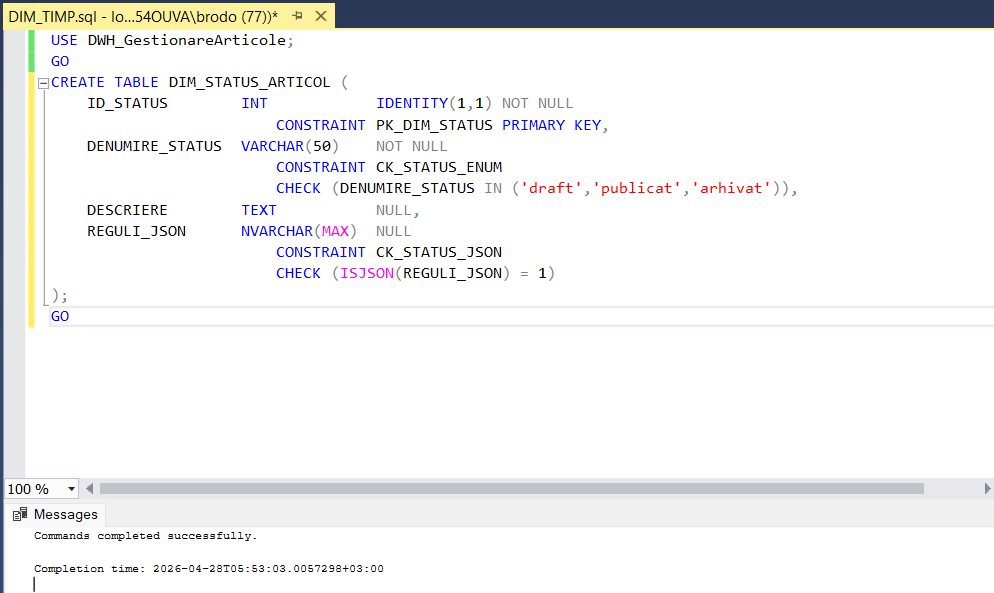 DIM_TIMP.sql - lo...54OUVA\brodo (77))*
USE DWH_GestionareArticole;
GO
CREATE TABLE DIM_STATUS_ARTICOL (
    ID_STATUS        INT            IDENTITY(1,1) NOT NULL
                     CONSTRAINT PK_DIM_STATUS PRIMARY KEY,
    DENUMIRE_STATUS  VARCHAR(50)    NOT NULL
                     CONSTRAINT CK_STATUS_ENUM
                     CHECK (DENUMIRE_STATUS IN ('draft','publicat','arhivat')),
    DESCRIERE        TEXT           NULL,
    REGULI_JSON      NVARCHAR(MAX)  NULL
                     CONSTRAINT CK_STATUS_JSON
                     CHECK (ISJSON(REGULI_JSON) = 1)
);
GO
100 %
Messages
Commands completed successfully.
Completion time: 2026-04-28T05:53:03.0057298+03:00